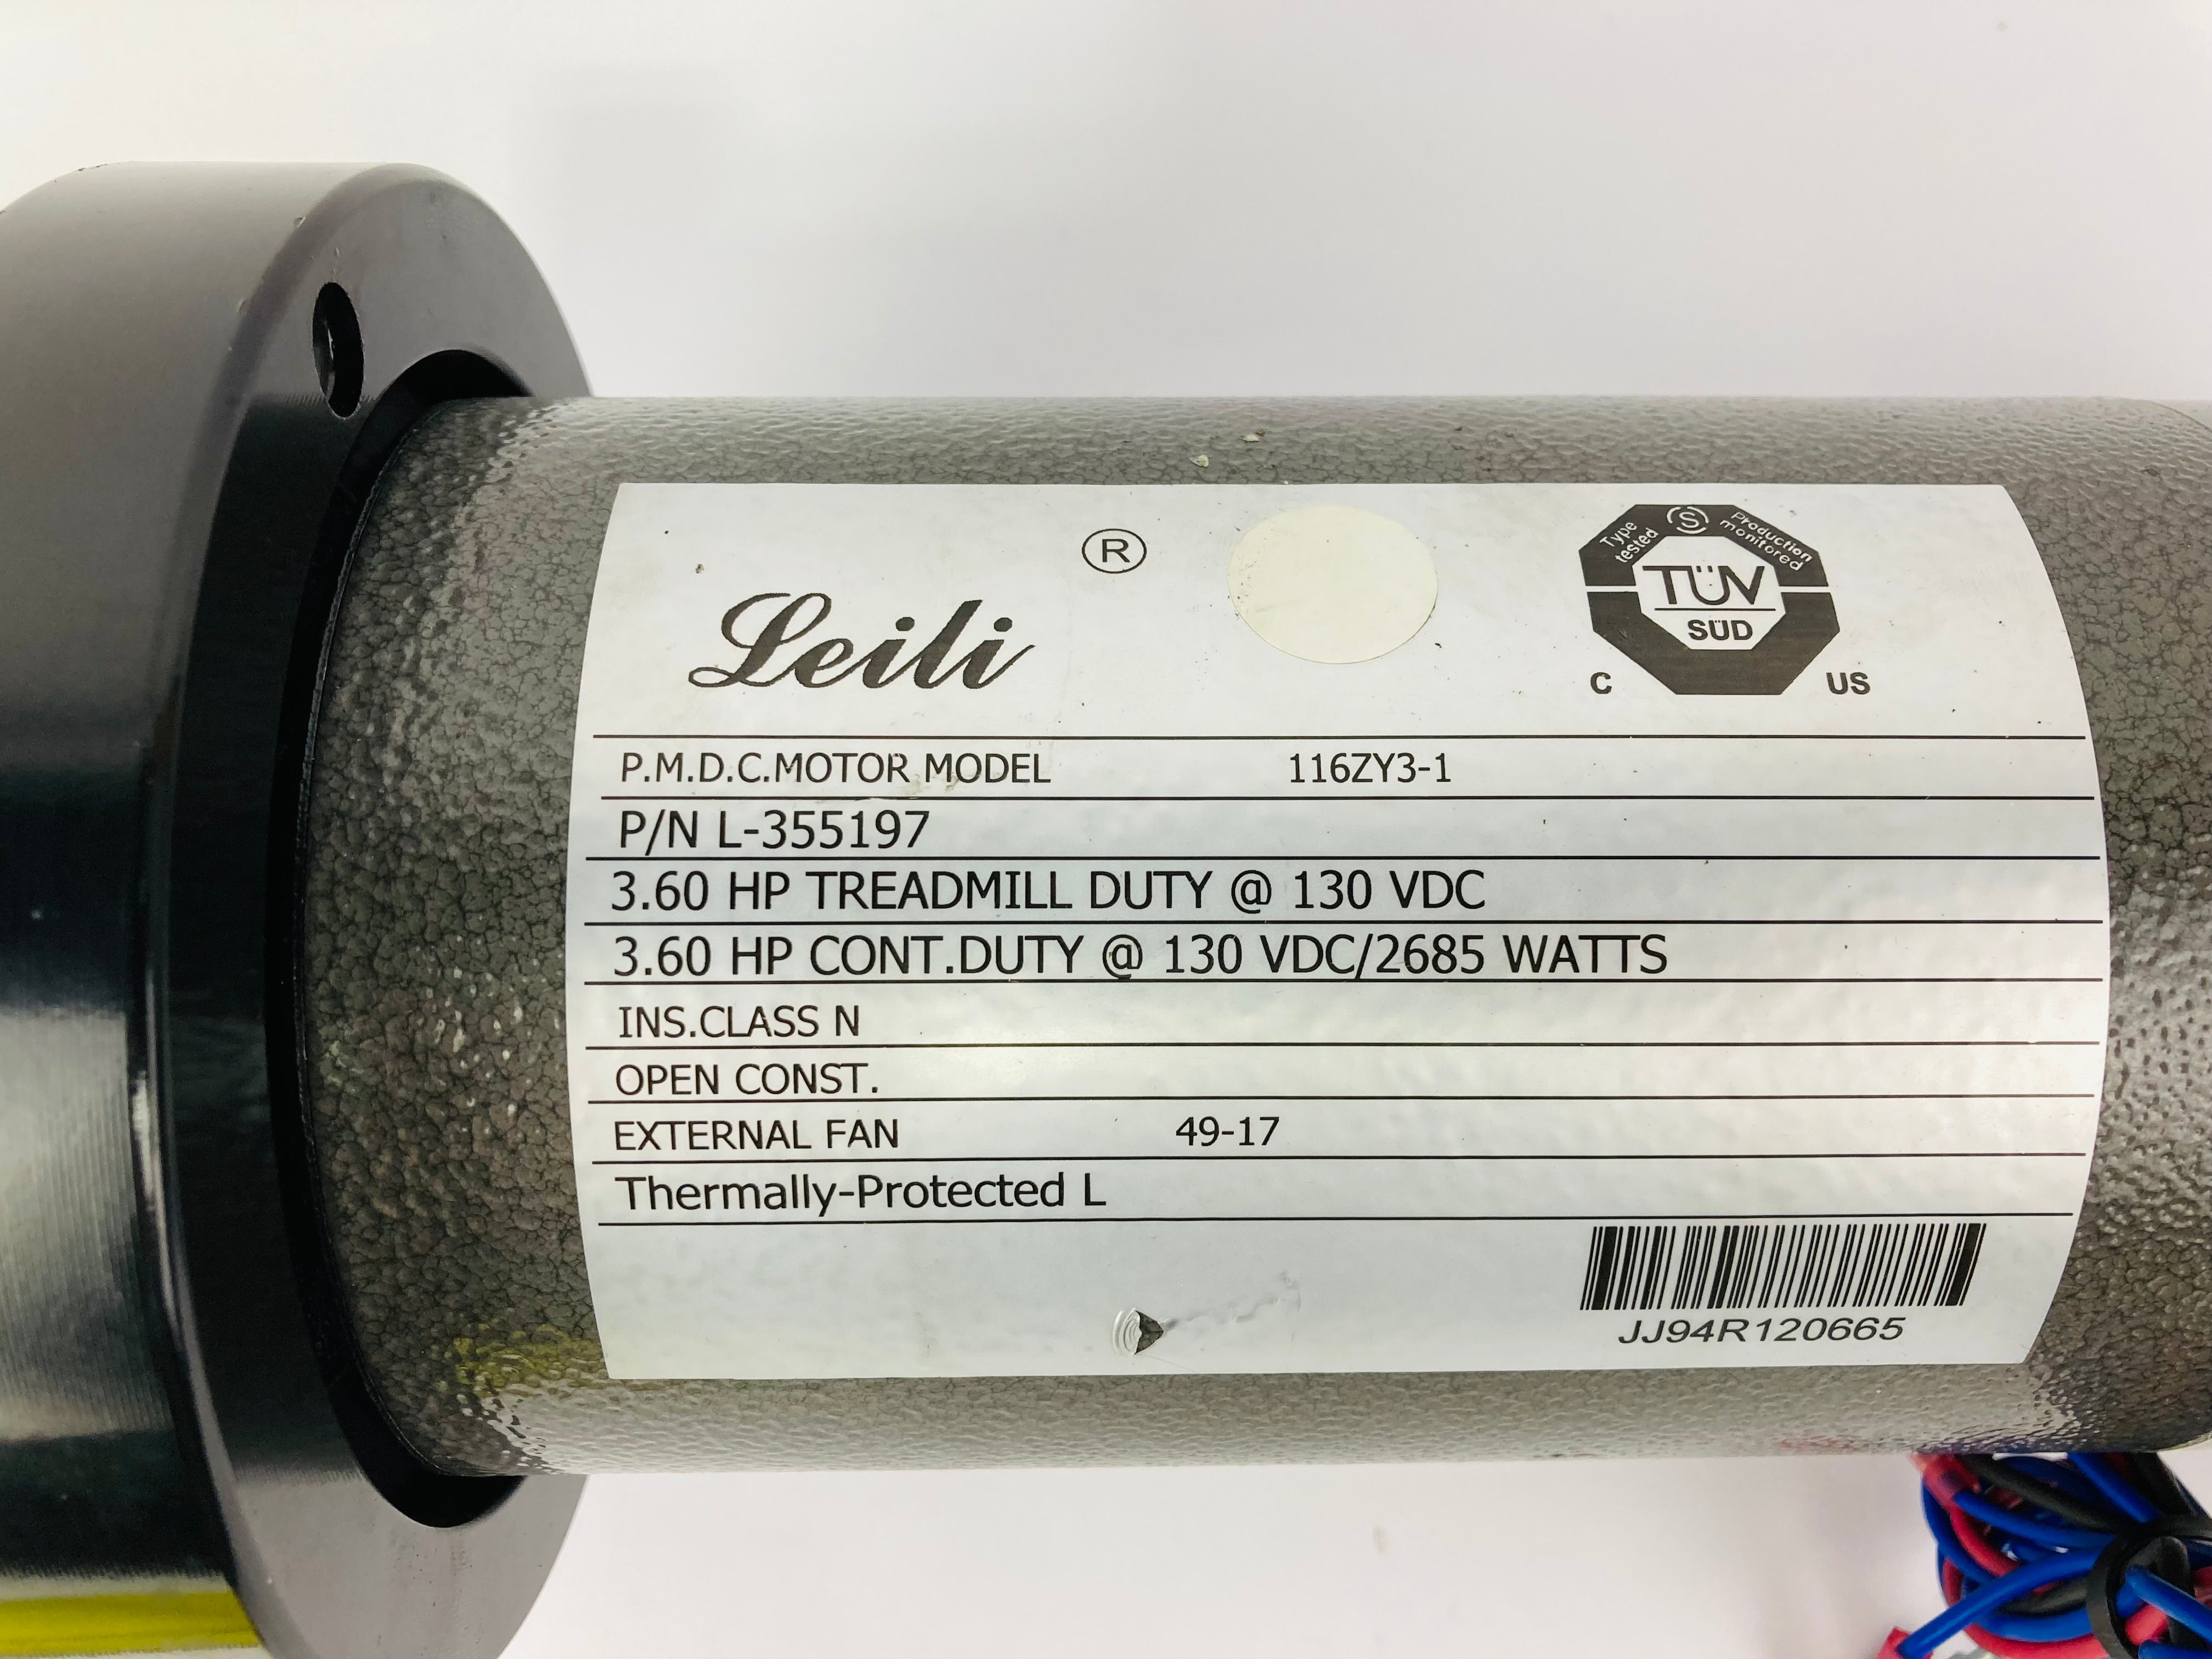 Leili ®
Type tested S Production monitored
TÜV
SÜD
C US
P.M.D.C.MOTOR MODEL 116ZY3-1
P/N L-355197
3.60 HP TREADMILL DUTY @ 130 VDC
3.60 HP CONT.DUTY @ 130 VDC/2685 WATTS
INS.CLASS N
OPEN CONST.
EXTERNAL FAN 49-17
Thermally-Protected L
JJ94R120665